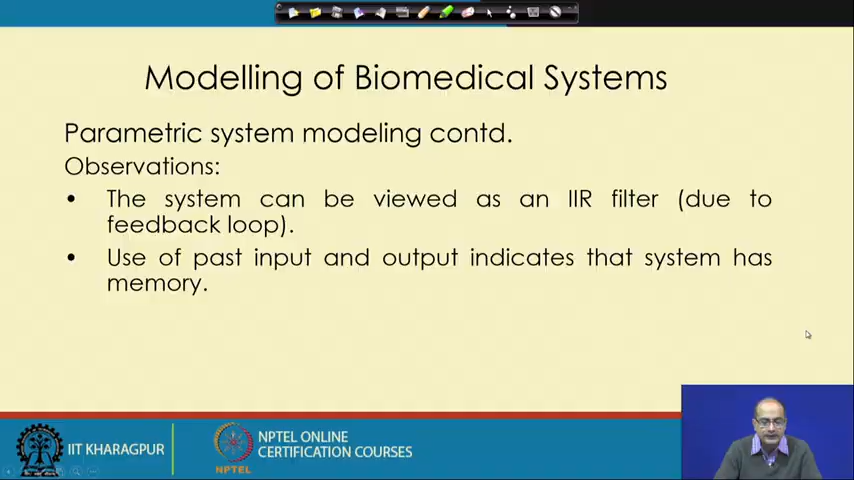 Modelling of Biomedical Systems
Parametric system modeling contd.
Observations:
• The system can be viewed as an IIR filter (due to
feedback loop).
• Use of past input and output indicates that system has
memory.
IIT KHARAGPUR
NPTEL
NPTEL ONLINE
CERTIFICATION COURSES